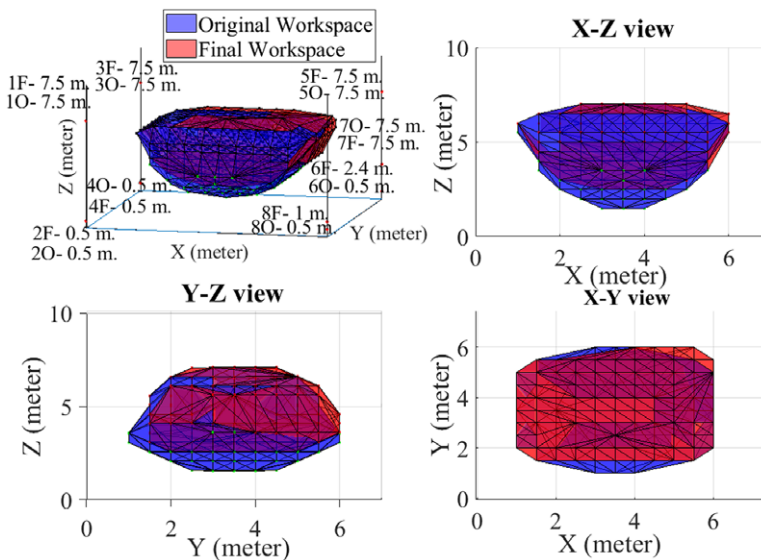 Original Workspace
Final Workspace
3F- 7.5 m.
3O- 7.5 m.
1F- 7.5 m.
1O- 7.5 m.
5F- 7.5 m.
5O- 7.5 m.
7O- 7.5 m.
7F- 7.5 m.
6F- 2.4 m.
6O- 0.5 m.
4O- 0.5 m.
4F- 0.5 m.
8F- 1 m.
8O- 0.5 m.
2F- 0.5 m.
2O- 0.5 m.
Z (meter)
X (meter)
Y (meter)
X-Z view
10
5
0
Z (meter)
0 2 4 6
X (meter)
Y-Z view
10
5
0
Z (meter)
0 2 4 6
Y (meter)
X-Y view
6
4
2
0
Y (meter)
0 2 4 6
X (meter)